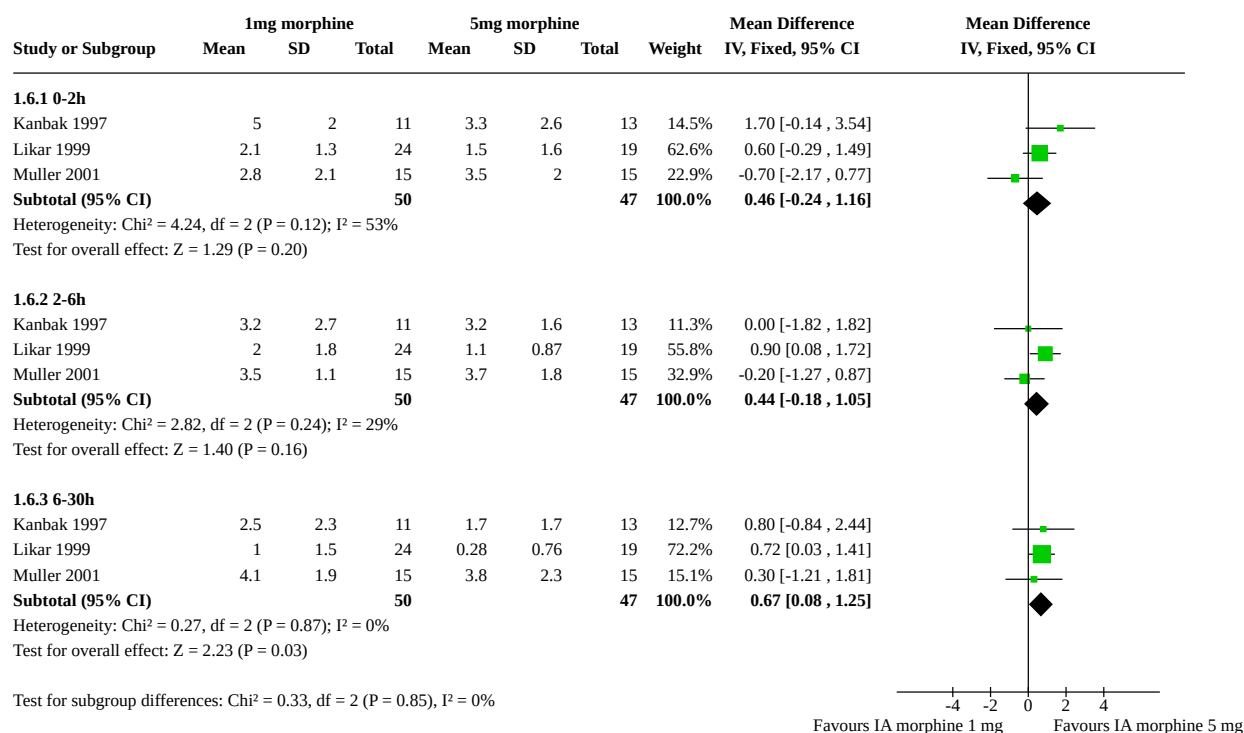 1mg morphine 5mg morphine Mean Difference Mean Difference
Study or Subgroup Mean SD Total Mean SD Total Weight IV, Fixed, 95% CI IV, Fixed, 95% CI
1.6.1 0-2h
Kanbak 1997 5 2 11 3.3 2.6 13 14.5% 1.70 [-0.14 , 3.54]
Likar 1999 2.1 1.3 24 1.5 1.6 19 62.6% 0.60 [-0.29 , 1.49]
Muller 2001 2.8 2.1 15 3.5 2 15 22.9% -0.70 [-2.17 , 0.77]
Subtotal (95% CI) 50 47 100.0% 0.46 [-0.24 , 1.16]
Heterogeneity: Chi² = 4.24, df = 2 (P = 0.12); I² = 53%
Test for overall effect: Z = 1.29 (P = 0.20)
1.6.2 2-6h
Kanbak 1997 3.2 2.7 11 3.2 1.6 13 11.3% 0.00 [-1.82 , 1.82]
Likar 1999 2 1.8 24 1.1 0.87 19 55.8% 0.90 [0.08 , 1.72]
Muller 2001 3.5 1.1 15 3.7 1.8 15 32.9% -0.20 [-1.27 , 0.87]
Subtotal (95% CI) 50 47 100.0% 0.44 [-0.18 , 1.05]
Heterogeneity: Chi² = 2.82, df = 2 (P = 0.24); I² = 29%
Test for overall effect: Z = 1.40 (P = 0.16)
1.6.3 6-30h
Kanbak 1997 2.5 2.3 11 1.7 1.7 13 12.7% 0.80 [-0.84 , 2.44]
Likar 1999 1 1.5 24 0.28 0.76 19 72.2% 0.72 [0.03 , 1.41]
Muller 2001 4.1 1.9 15 3.8 2.3 15 15.1% 0.30 [-1.21 , 1.81]
Subtotal (95% CI) 50 47 100.0% 0.67 [0.08 , 1.25]
Heterogeneity: Chi² = 0.27, df = 2 (P = 0.87); I² = 0%
Test for overall effect: Z = 2.23 (P = 0.03)
Test for subgroup differences: Chi² = 0.33, df = 2 (P = 0.85), I² = 0%
-4 -2 0 2 4
Favours IA morphine 1 mg Favours IA morphine 5 mg